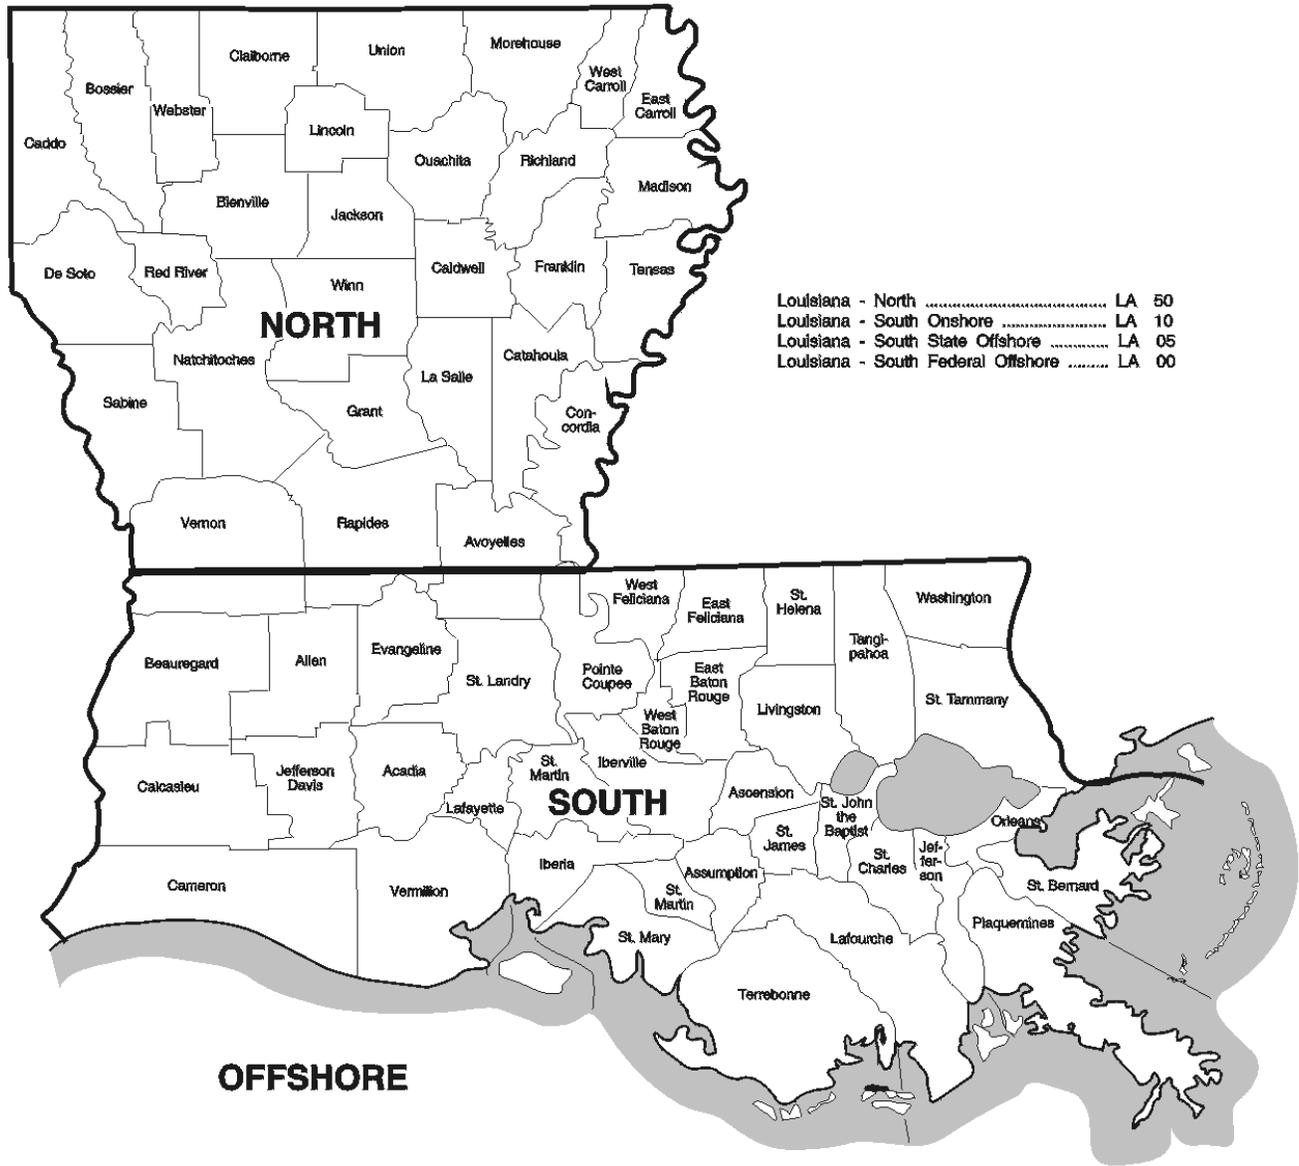 Claiborne
Union
Morehouse
West
Carroll
Bossier
Webster
East
Carroll
Caddo
Lincoln
Ouachita
Richland
Madison
Bienville
Jackson
De Soto
Red River
Winn
Caldwell
Franklin
Tensas
NORTH
Natchitoches
Catahoula
La Salle
Sabine
Grant
Con-
cordia
Vernon
Rapides
Avoyelles
Louisiana - North ........................................ LA 50
Louisiana - South Onshore ....................... LA 10
Louisiana - South State Offshore ............. LA 05
Louisiana - South Federal Offshore ......... LA 00
West
Feliciana
East
Feliciana
St.
Helena
Washington
Tangi-
pahoa
Beauregard
Allen
Evangeline
St. Landry
Pointe
Coupee
East
Baton
Rouge
Livingston
St. Tammany
West
Baton
Rouge
Calcasieu
Jefferson
Davis
Acadia
St.
Martin
Iberville
Lafayette
SOUTH
Ascension
St. John
the
Baptist
Orleans
St.
James
St.
Charles
Jef-
fer-
son
Cameron
Vermilion
Iberia
Assumption
St.
Martin
St. Bernard
St. Mary
Lafourche
Plaquemines
Terrebonne
OFFSHORE